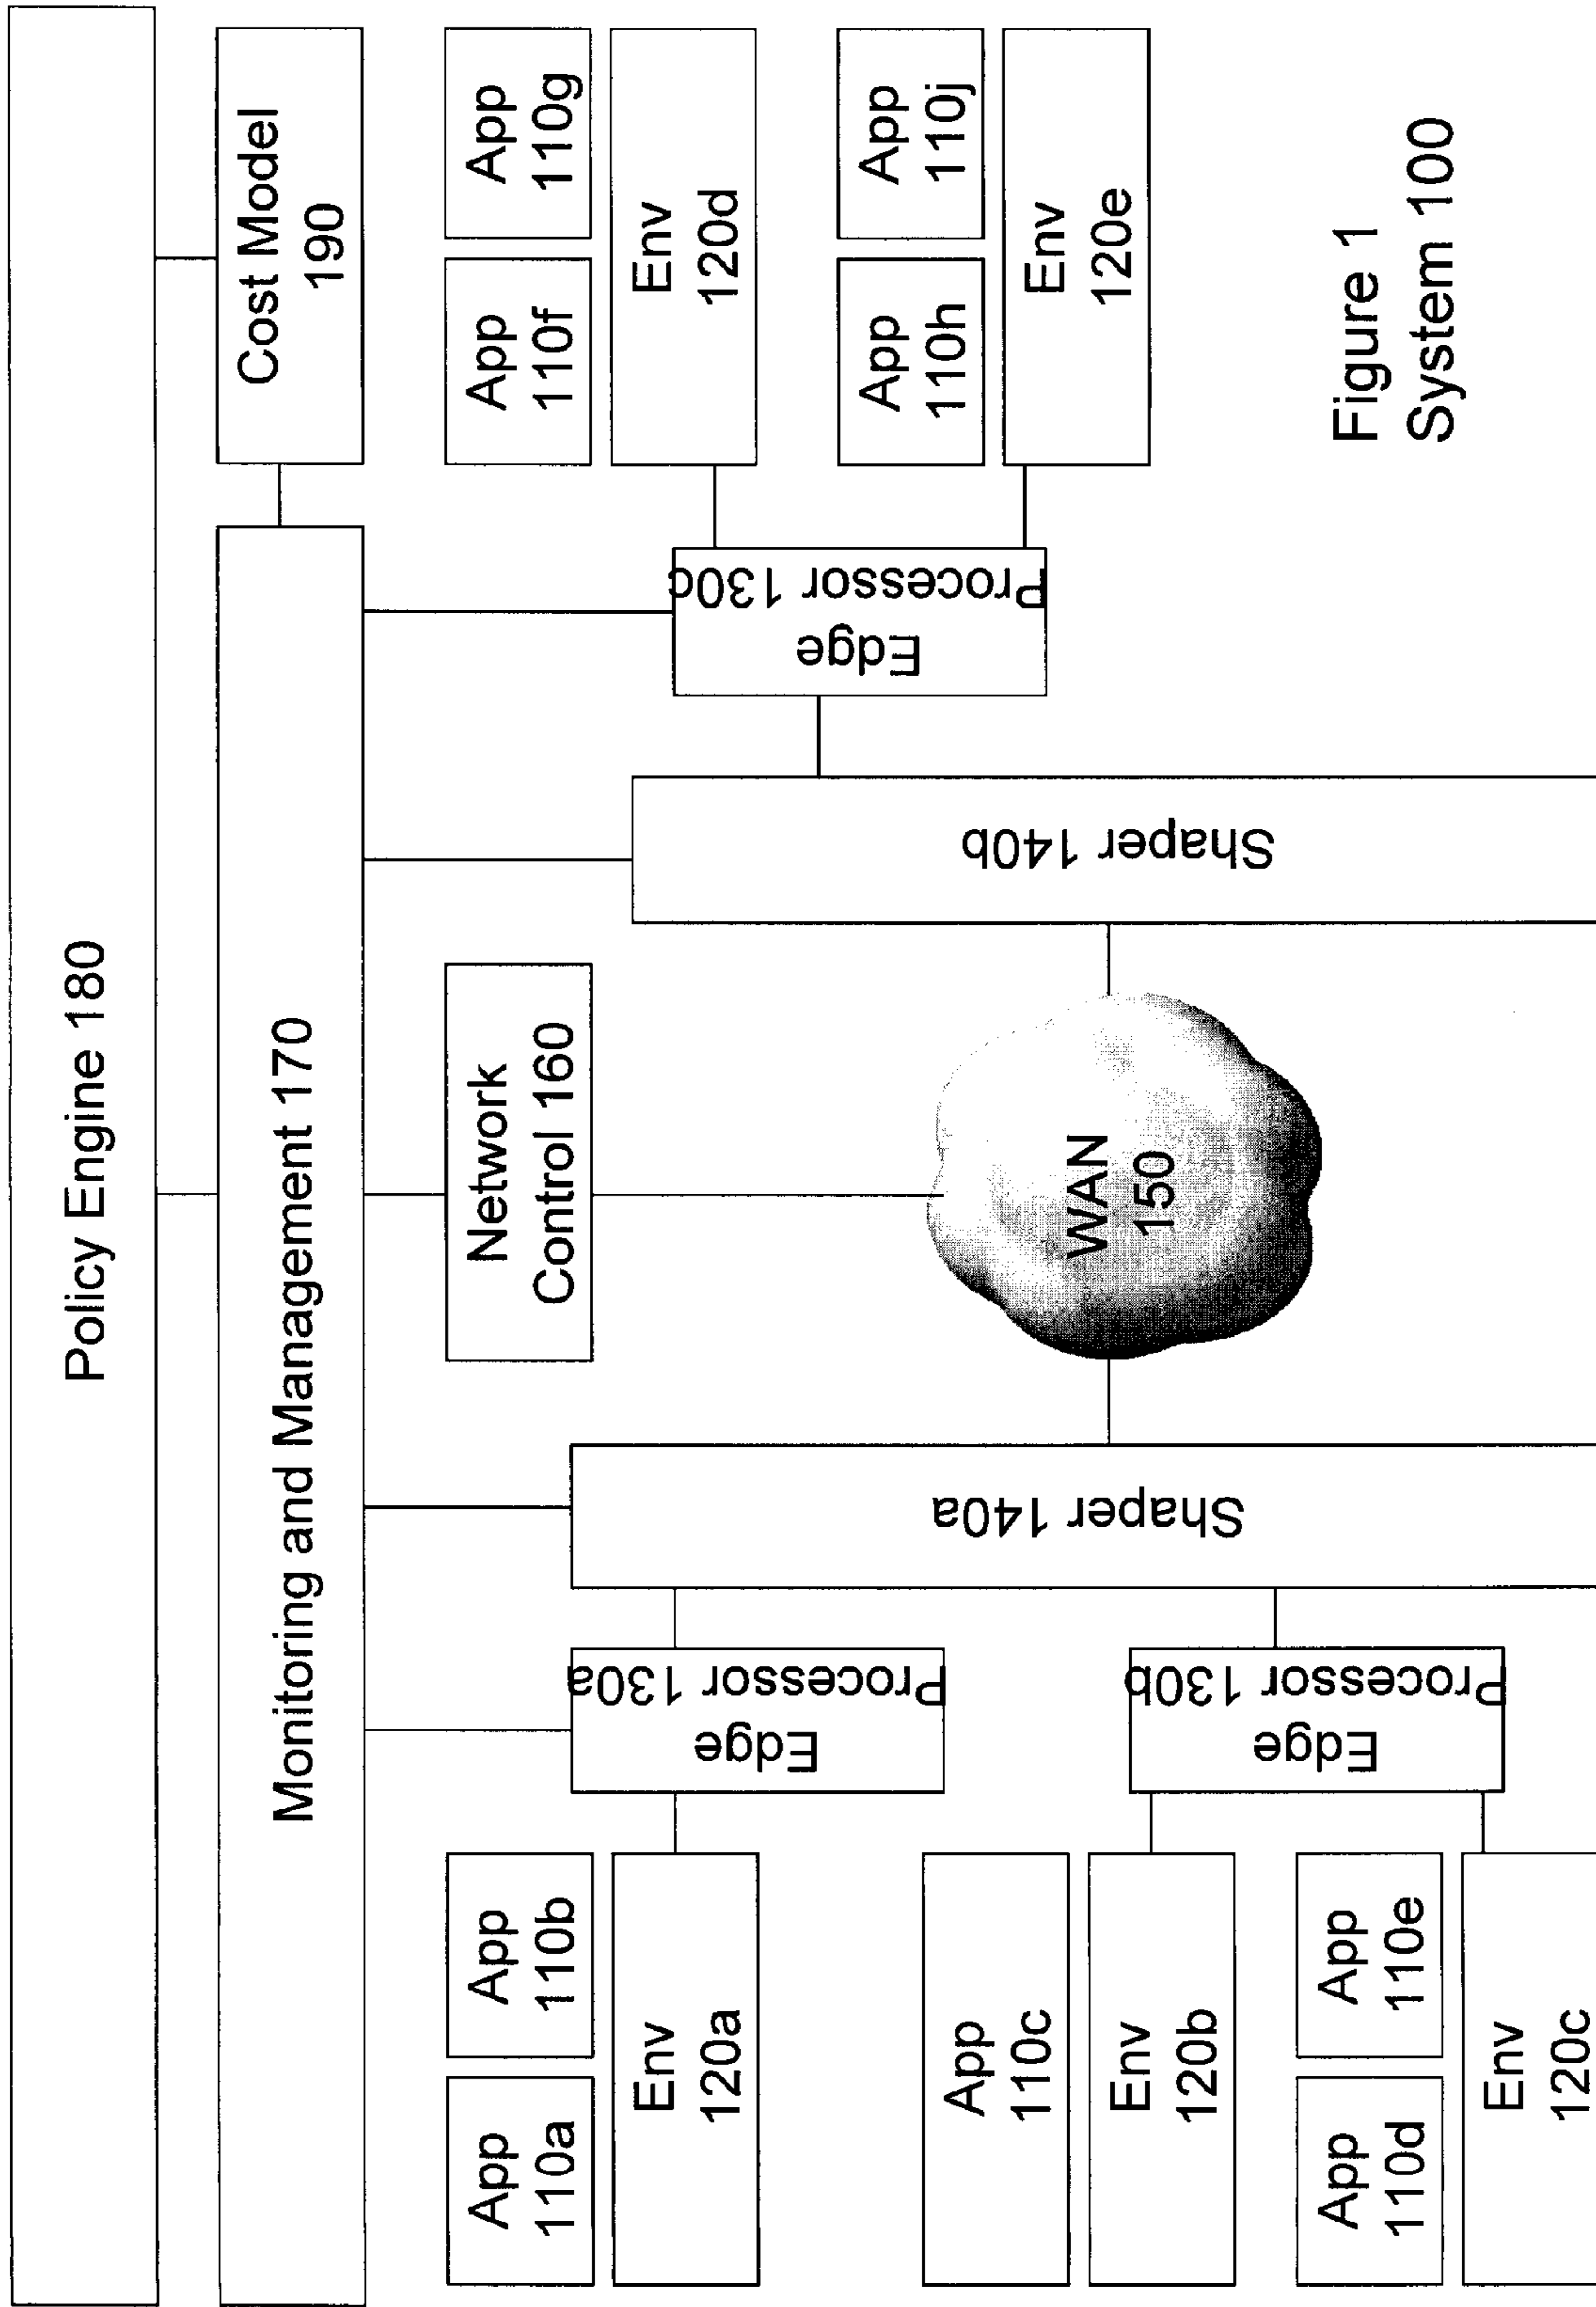 Policy Engine 180
Monitoring and Management 170
Cost Model
190
App
110a
App
110b
Env
120a
App
110c
Env
120b
App
110d
App
110e
Env
120c
Edge
Processor 130a
Edge
Processor 130b
Shaper 140a
Network
Control 160
WAN
150
Shaper 140b
Edge
Processor 130c
App
110f
App
110g
Env
120d
App
110h
App
110j
Env
120e
Figure 1
System 100